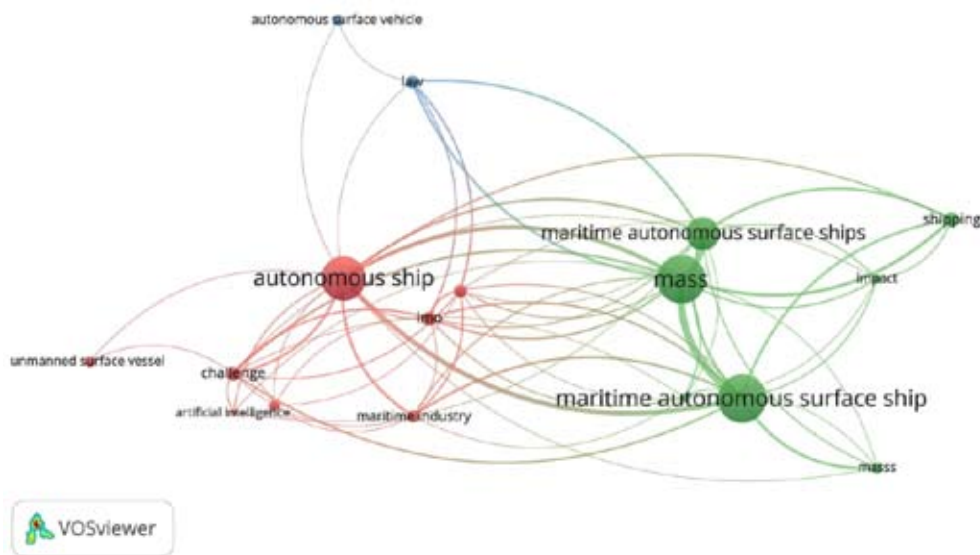 autonomous surface vehicle
law
shipping
maritime autonomous surface ships
autonomous ship
mass
impact
imo
unmanned surface vessel
challenge
maritime autonomous surface ship
artificial intelligence
maritime industry
masss
VOSviewer